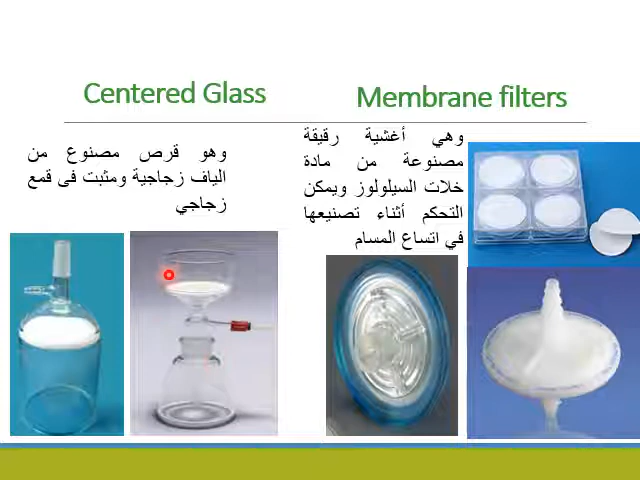 Centered Glass
وهو قرص مصنوع من
الياف زجاجية ومثبت فى قمع
زجاجي
Membrane filters
وهي أغشية رقيقة
مصنوعة من مادة
خلات السيلولوز ويمكن
التحكم أثناء تصنيعها
في اتساع المسام